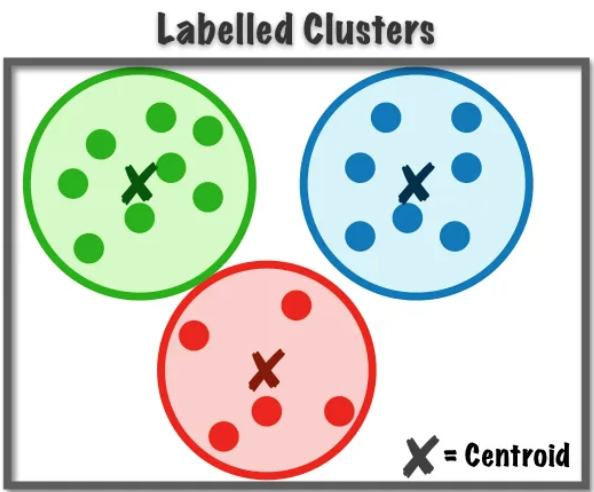 Labelled Clusters
X = Centroid